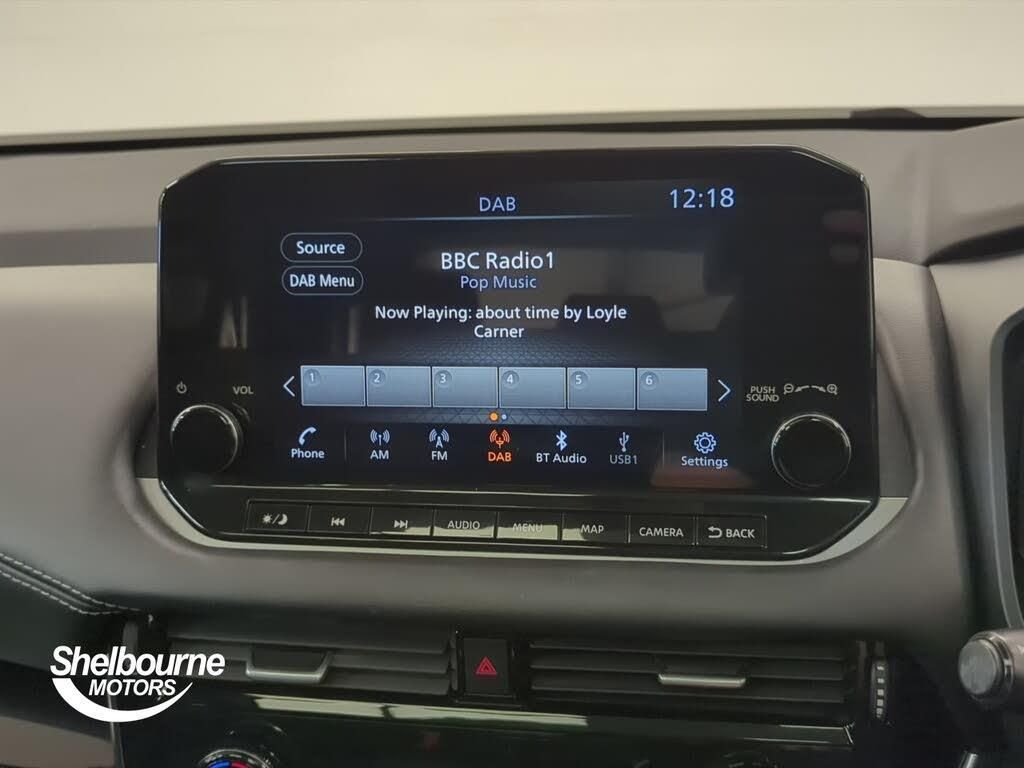 DAB
12:18
Source
BBC Radio1
DAB Menu
Pop Music
Now Playing: about time by Loyle
Carner
1 2 3 4 5 6
VOL
PUSH
SOUND
Phone AM FM DAB BT Audio USB1 Settings
AUDIO MENU MAP CAMERA BACK
Shelbourne
MOTORS